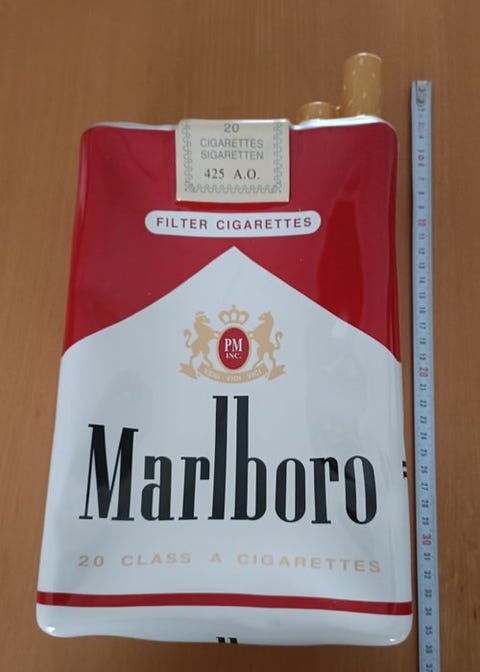 20
CIGARETTES
SIGARETTEN
425 A.O.
FILTER CIGARETTES
PM
INC.
VENI · VIDI · VICI
Marlboro
20 CLASS A CIGARETTES